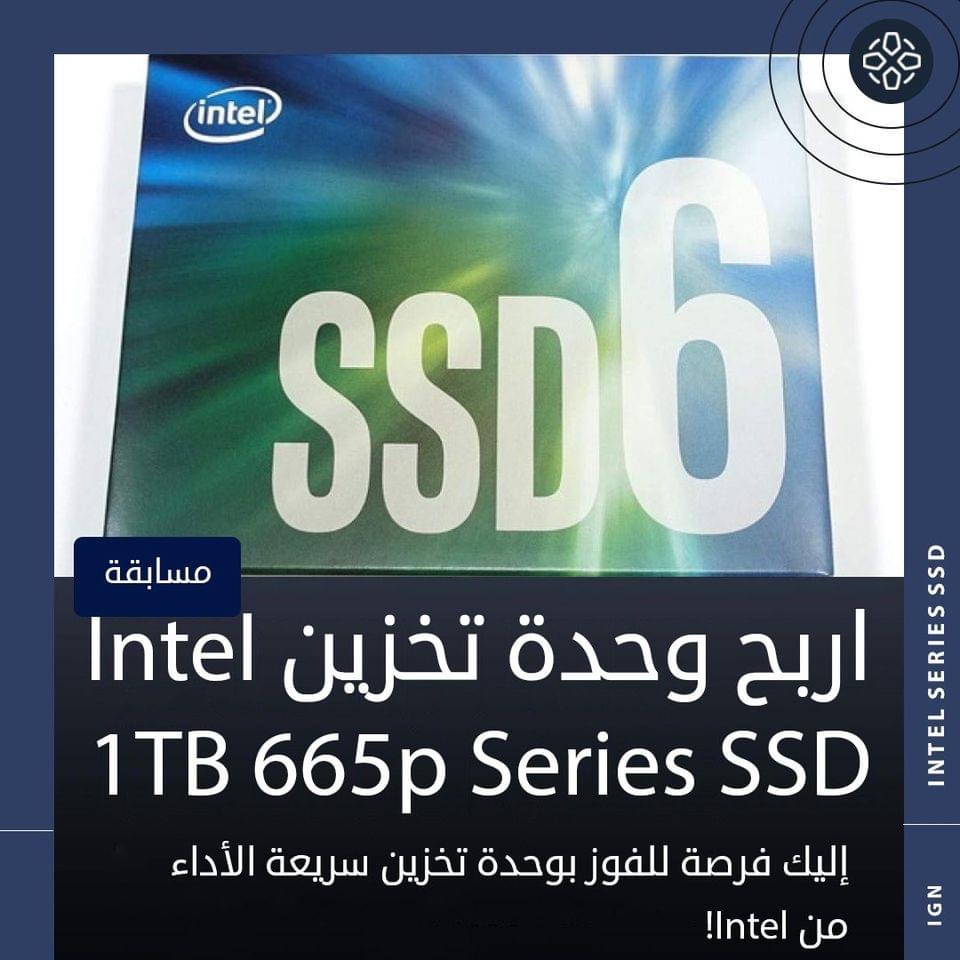 intel
SSD6
مسابقة
اربح وحدة تخزين Intel
1TB 665p Series SSD
إليك فرصة للفوز بوحدة تخزين سريعة الأداء
من Intel!
INTEL SERIES SSD
IGN